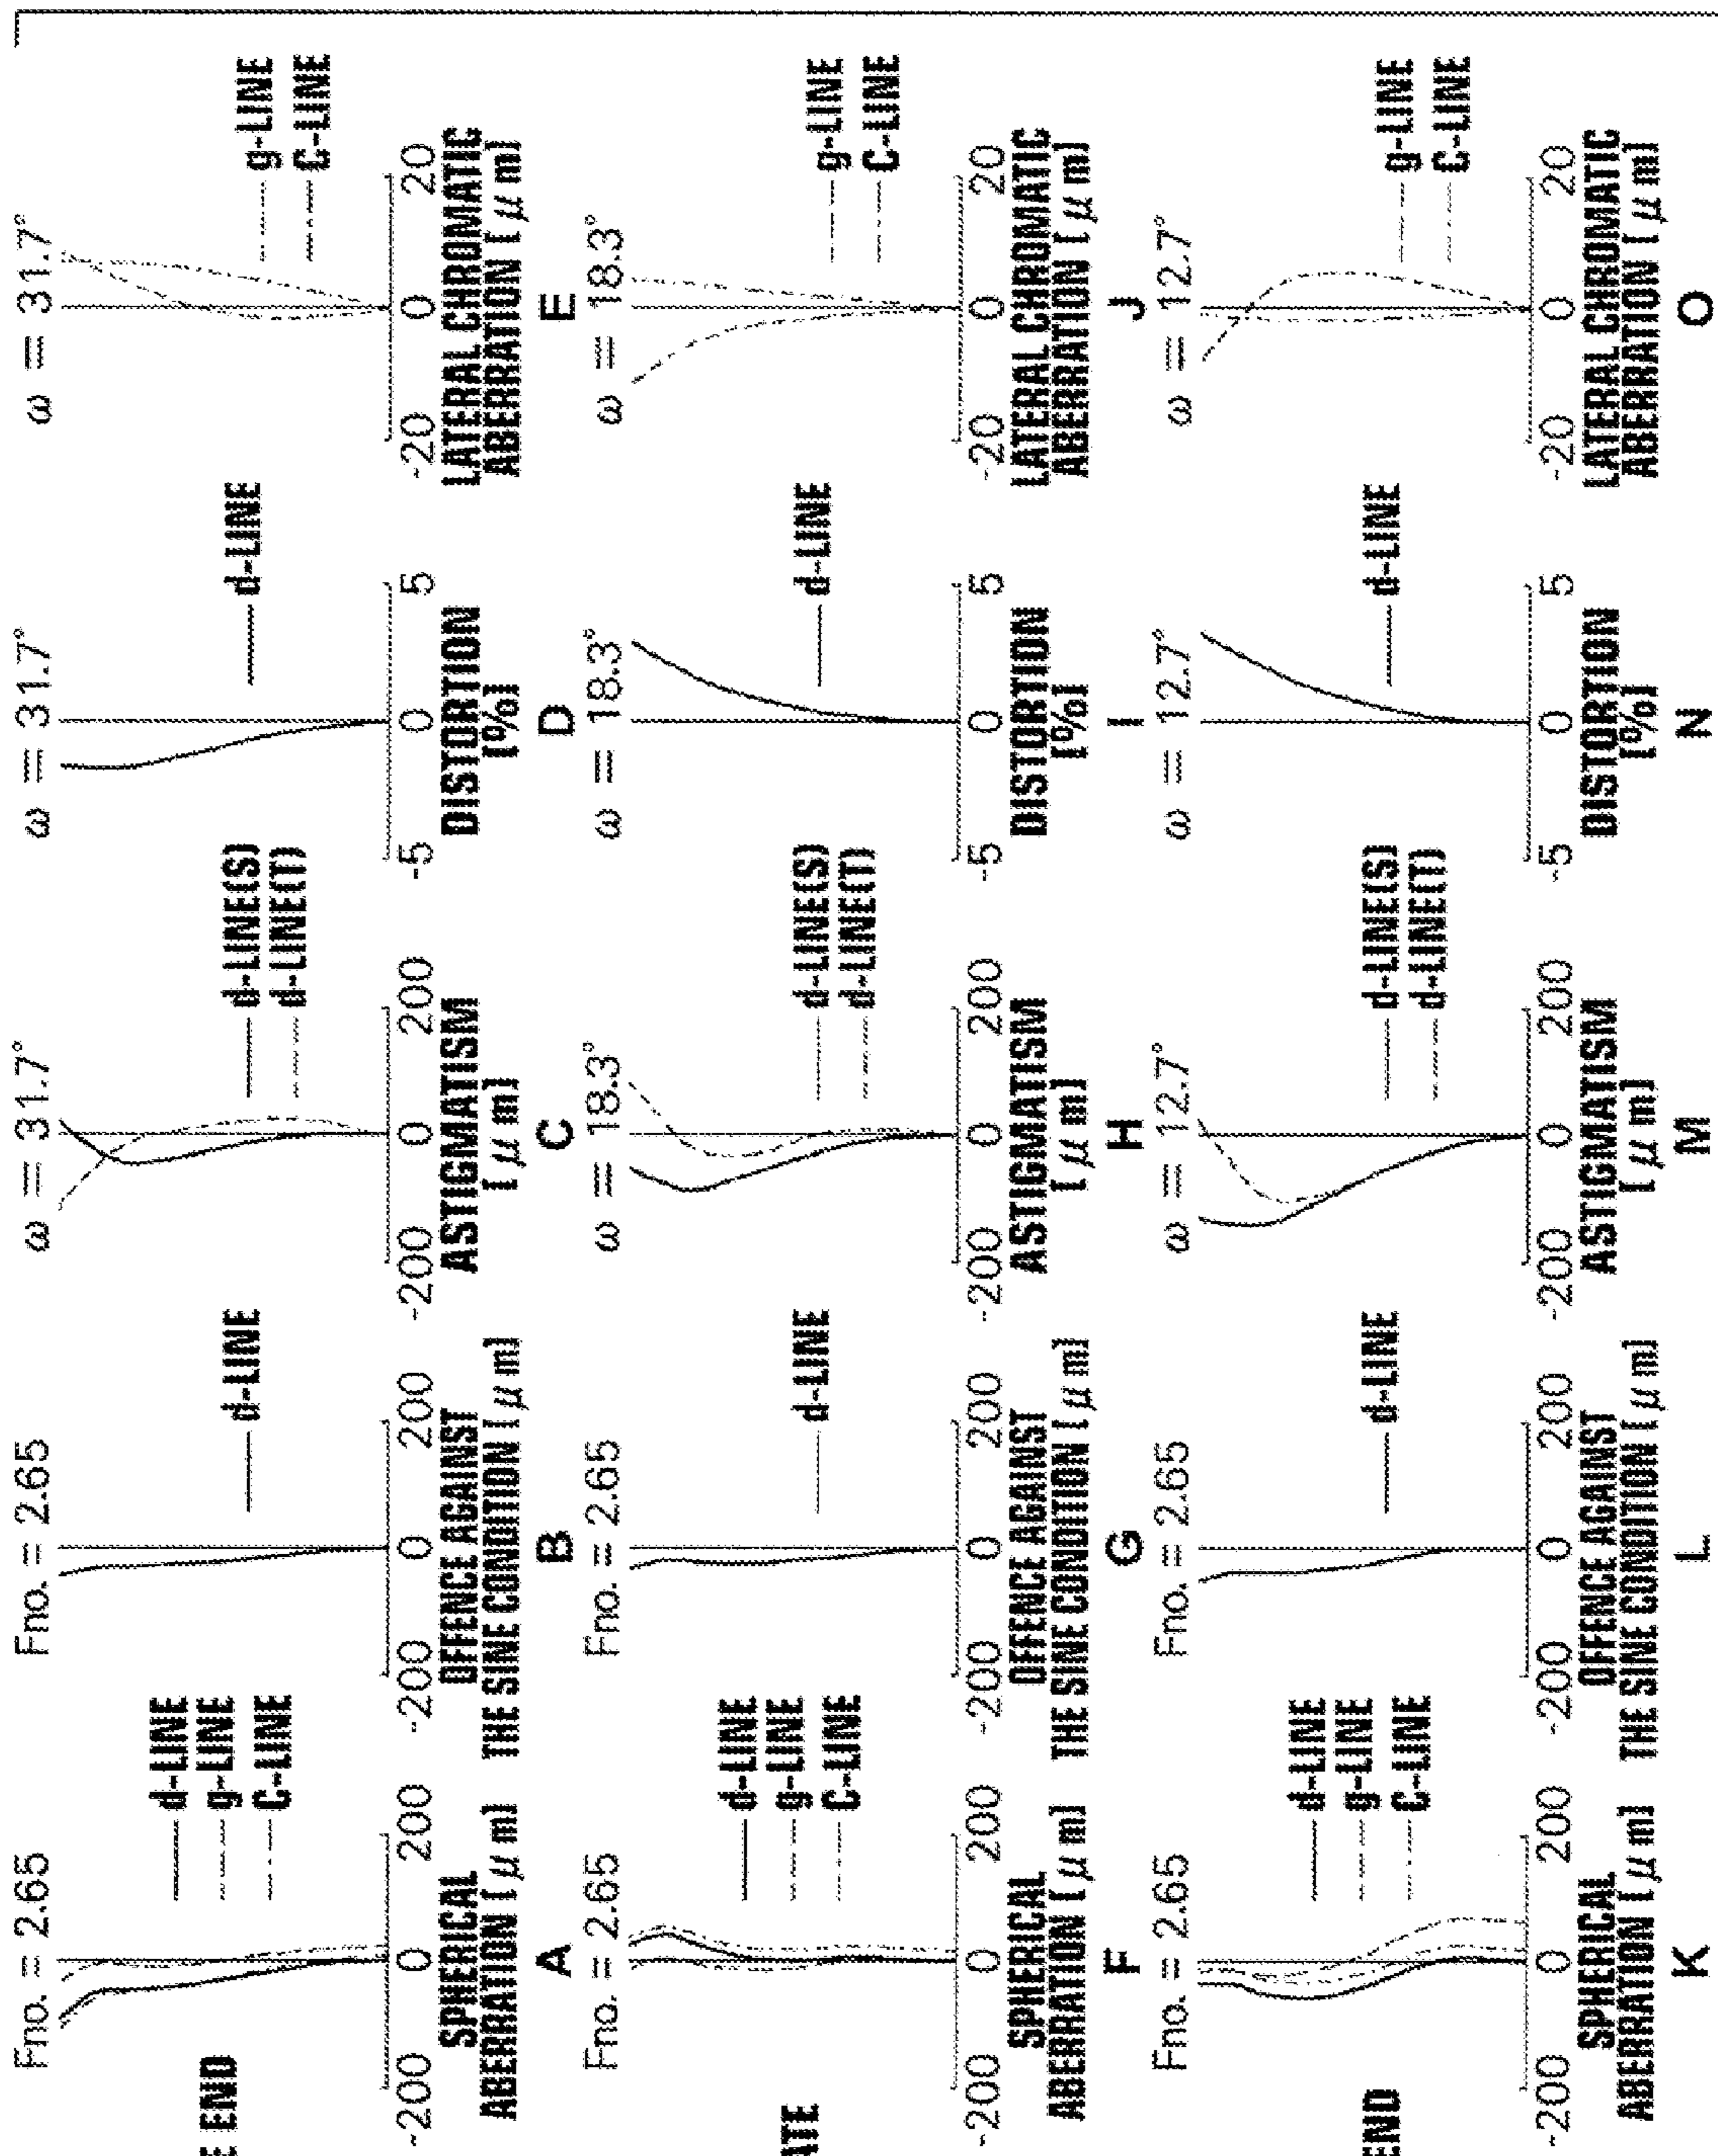 E END
Fno. = 2.65
d-LINE
g-LINE
C-LINE
-200 0 200
SPHERICAL
ABERRATION [μm]
A
Fno. = 2.65
d-LINE
-200 0 200
OFFENCE AGAINST
THE SINE CONDITION [μm]
B
ω = 31.7°
d-LINE(S)
d-LINE(T)
-200 0 200
ASTIGMATISM
[μm]
C
ω = 31.7°
d-LINE
-5 0 5
DISTORTION
[%]
D
ω = 31.7°
g-LINE
C-LINE
-20 0 20
LATERAL CHROMATIC
ABERRATION [μm]
E
ATE
Fno. = 2.65
d-LINE
g-LINE
C-LINE
-200 0 200
SPHERICAL
ABERRATION [μm]
F
Fno. = 2.65
d-LINE
-200 0 200
OFFENCE AGAINST
THE SINE CONDITION [μm]
G
ω = 18.3°
d-LINE(S)
d-LINE(T)
-200 0 200
ASTIGMATISM
[μm]
H
ω = 18.3°
d-LINE
-5 0 5
DISTORTION
[%]
I
ω = 18.3°
g-LINE
C-LINE
-20 0 20
LATERAL CHROMATIC
ABERRATION [μm]
J
END
Fno. = 2.65
d-LINE
g-LINE
C-LINE
-200 0 200
SPHERICAL
ABERRATION [μm]
K
Fno. = 2.65
d-LINE
-200 0 200
OFFENCE AGAINST
THE SINE CONDITION [μm]
L
ω = 12.7°
d-LINE(S)
d-LINE(T)
-200 0 200
ASTIGMATISM
[μm]
M
ω = 12.7°
d-LINE
-5 0 5
DISTORTION
[%]
N
ω = 12.7°
g-LINE
C-LINE
-20 0 20
LATERAL CHROMATIC
ABERRATION [μm]
O